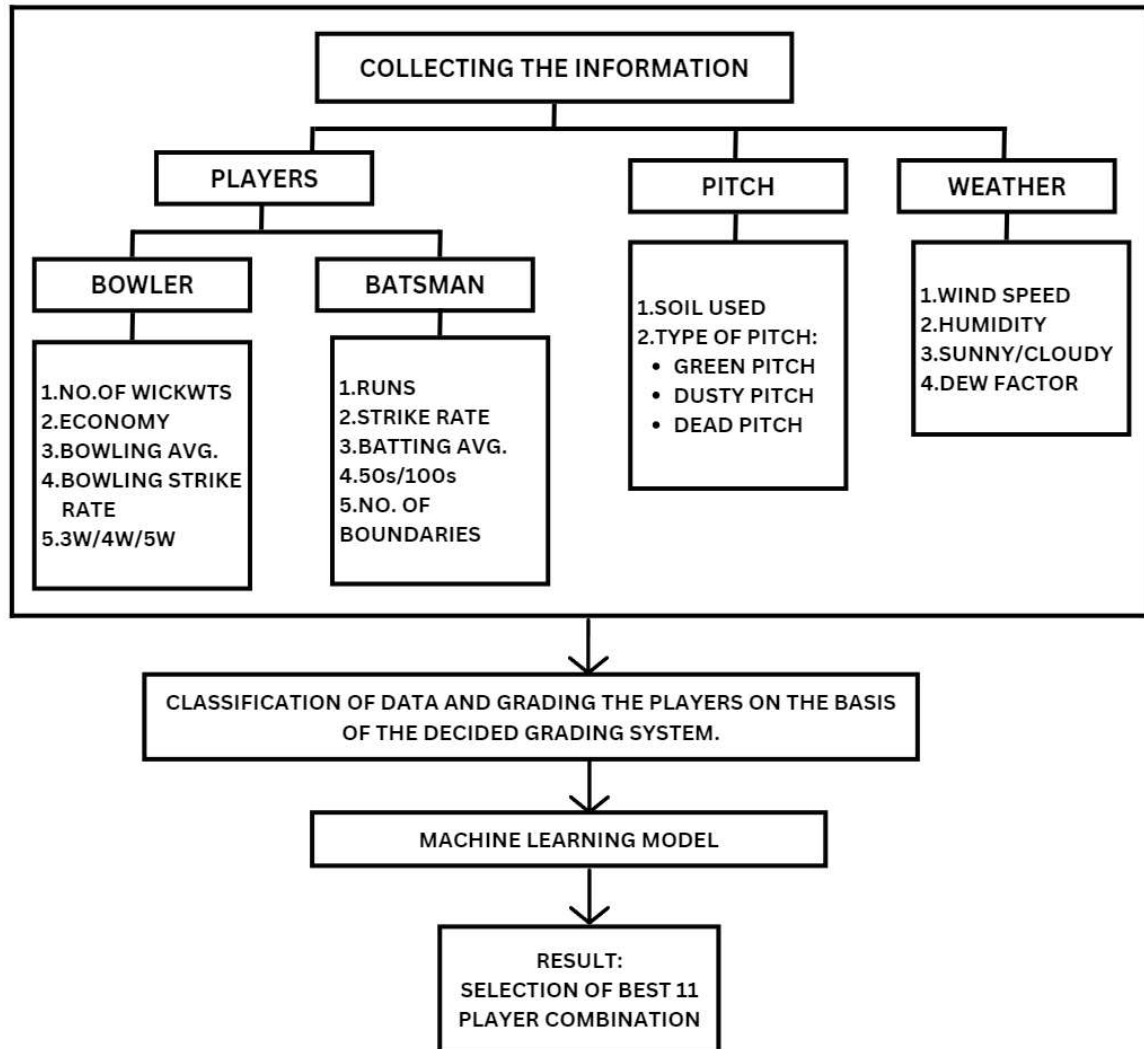 COLLECTING THE INFORMATION
PLAYERS
PITCH
WEATHER
BOWLER
BATSMAN
1.NO.OF WICKWTS
2.ECONOMY
3.BOWLING AVG.
4.BOWLING STRIKE
RATE
5.3W/4W/5W
1.RUNS
2.STRIKE RATE
3.BATTING AVG.
4.50s/100s
5.NO. OF
BOUNDARIES
1.SOIL USED
2.TYPE OF PITCH:
• GREEN PITCH
• DUSTY PITCH
• DEAD PITCH
1.WIND SPEED
2.HUMIDITY
3.SUNNY/CLOUDY
4.DEW FACTOR
CLASSIFICATION OF DATA AND GRADING THE PLAYERS ON THE BASIS
OF THE DECIDED GRADING SYSTEM.
MACHINE LEARNING MODEL
RESULT:
SELECTION OF BEST 11
PLAYER COMBINATION